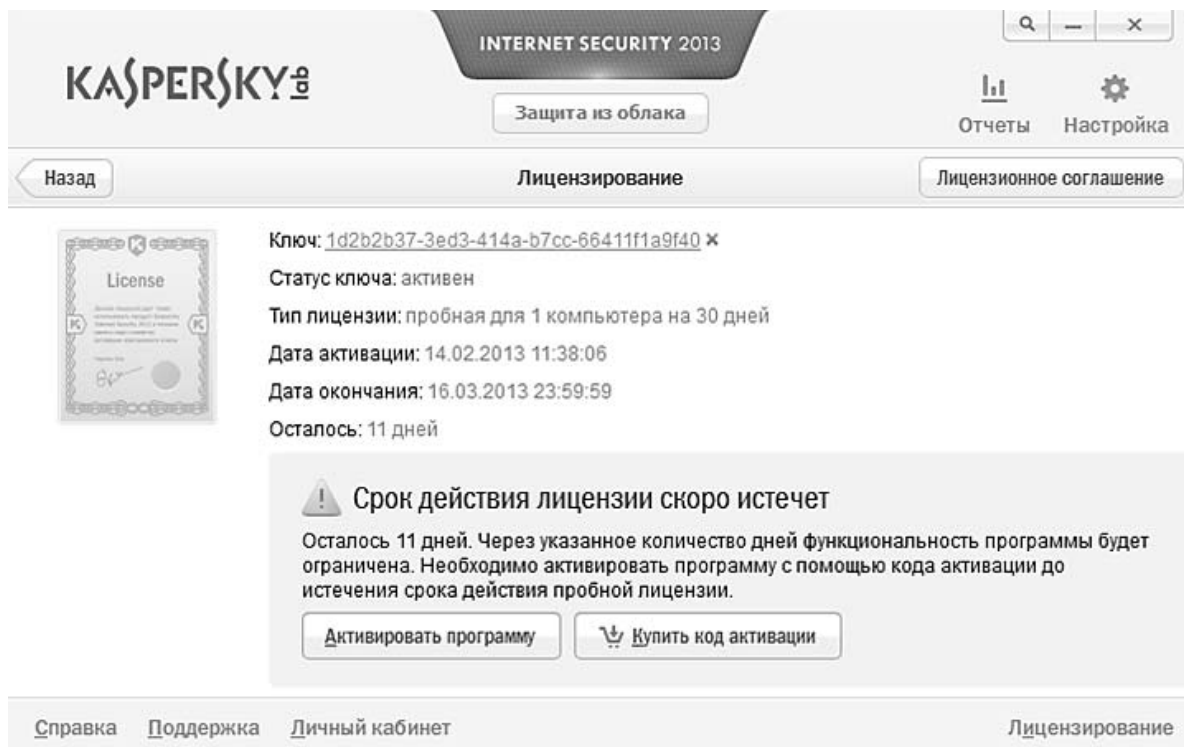 INTERNET SECURITY 2013
KASPERSKY lab
Защита из облака
Отчеты
Настройка
Назад
Лицензирование
Лицензионное соглашение
License
Ключ: 1d2b2b37-3ed3-414a-b7cc-66411f1a9f40
Статус ключа: активен
Тип лицензии: пробная для 1 компьютера на 30 дней
Дата активации: 14.02.2013 11:38:06
Дата окончания: 16.03.2013 23:59:59
Осталось: 11 дней
Срок действия лицензии скоро истечет
Осталось 11 дней. Через указанное количество дней функциональность программы будет
ограничена. Необходимо активировать программу с помощью кода активации до
истечения срока действия пробной лицензии.
Активировать программу
Купить код активации
Справка
Поддержка
Личный кабинет
Лицензирование